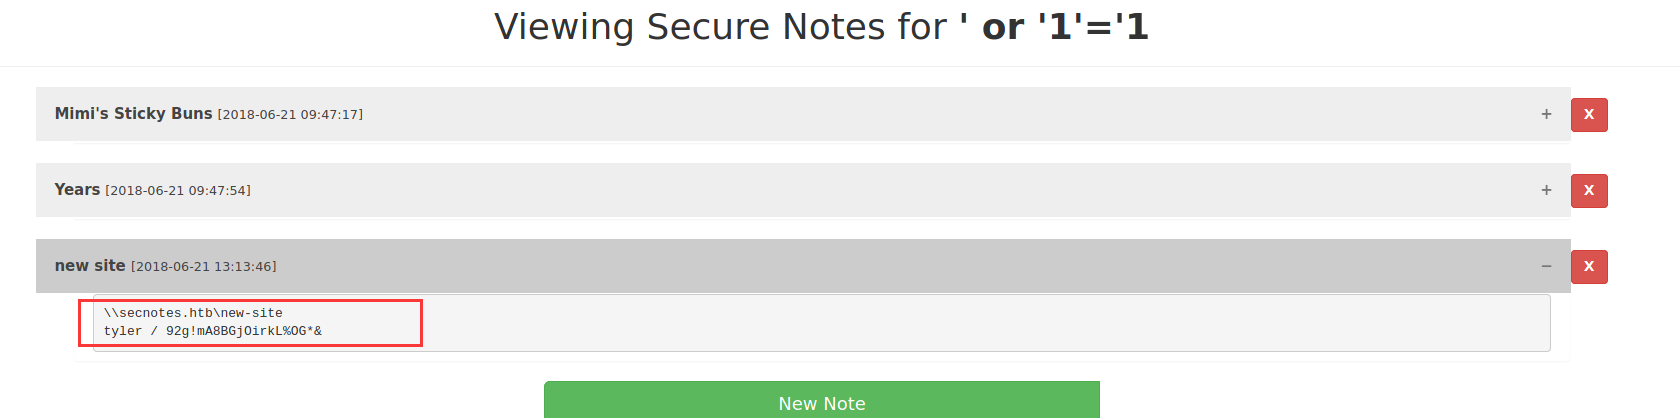 Viewing Secure Notes for ' or '1'='1
Mimi's Sticky Buns [2018-06-21 09:47:17] + X
Years [2018-06-21 09:47:54] + X
new site [2018-06-21 13:13:46] − X
\\secnotes.htb\new-site
tyler / 92g!mA8BGjOirkL%OG*&
New Note